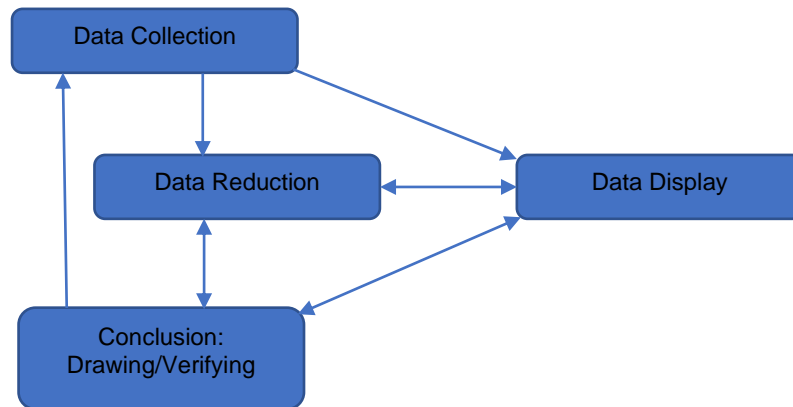 Data Collection
Data Reduction
Data Display
Conclusion:
Drawing/Verifying